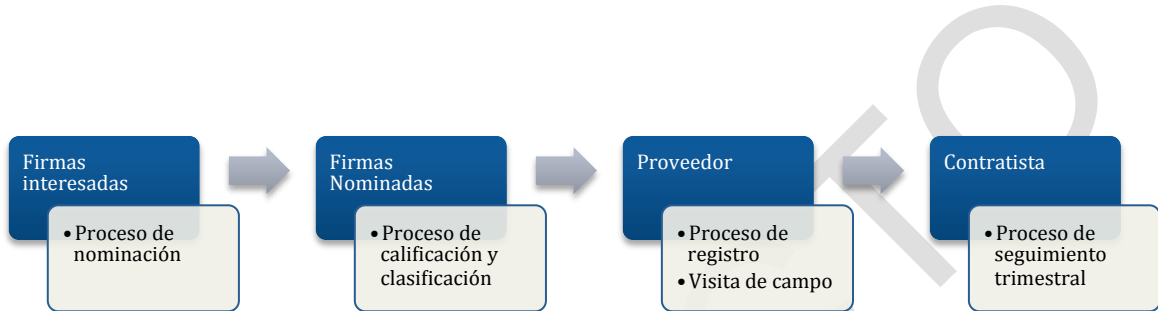 Firmas
interesadas
• Proceso de
nominación
Firmas
Nominadas
• Proceso de
calificación y
clasificación
Proveedor
• Proceso de
registro
• Visita de campo
Contratista
• Proceso de
seguimiento
trimestral
TO